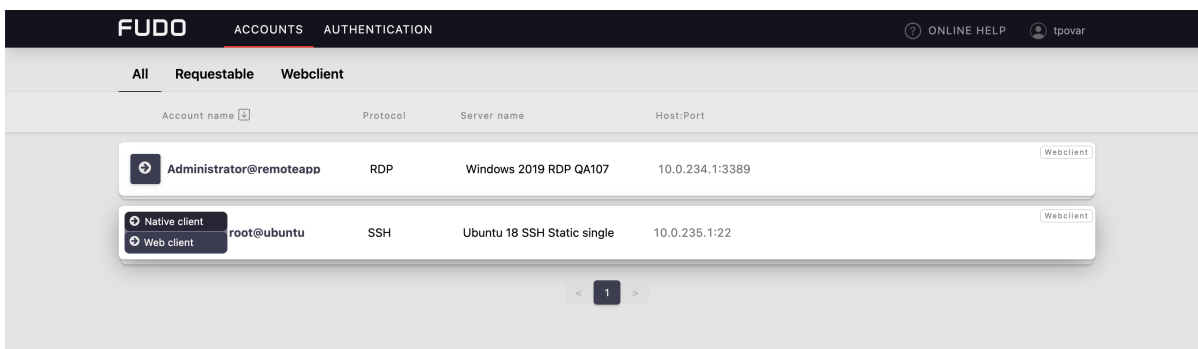 FUDO ACCOUNTS AUTHENTICATION ? ONLINE HELP tpovar
All Requestable Webclient
Account name Protocol Server name Host:Port
Webclient
Administrator@remoteapp RDP Windows 2019 RDP QA107 10.0.234.1:3389
Webclient
Native client
root@ubuntu SSH Ubuntu 18 SSH Static single 10.0.235.1:22
Web client
< 1 >